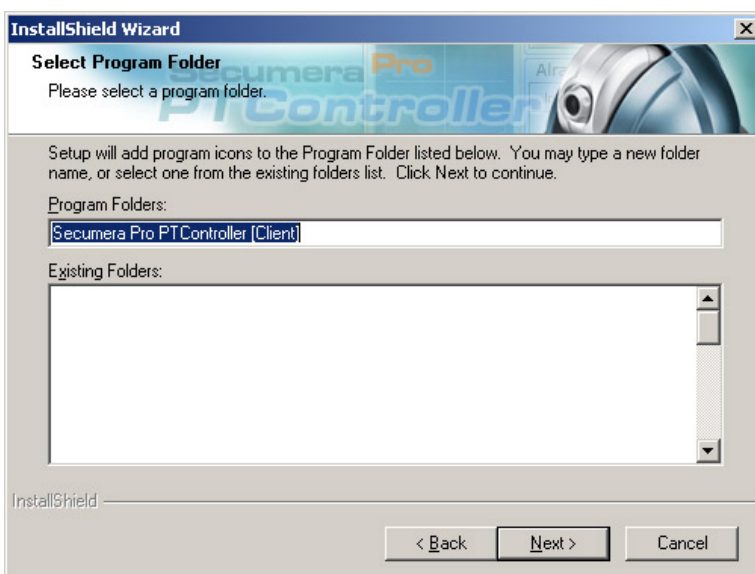 InstallShield Wizard
Select Program Folder
Please select a program folder.
Secumera Pro
PTController
Setup will add program icons to the Program Folder listed below. You may type a new folder
name, or select one from the existing folders list. Click Next to continue.
Program Folders:
Secumera Pro PTController [Client]
Existing Folders:
InstallShield
< Back
Next >
Cancel